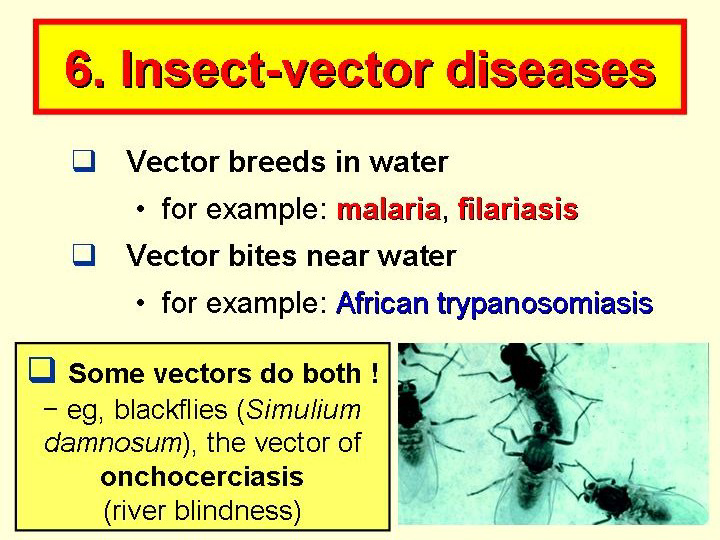 6. Insect-vector diseases
❑ Vector breeds in water
• for example: malaria, filariasis
❑ Vector bites near water
• for example: African trypanosomiasis
❑ Some vectors do both !
− eg, blackflies (Simulium
damnosum), the vector of
onchocerciasis
(river blindness)